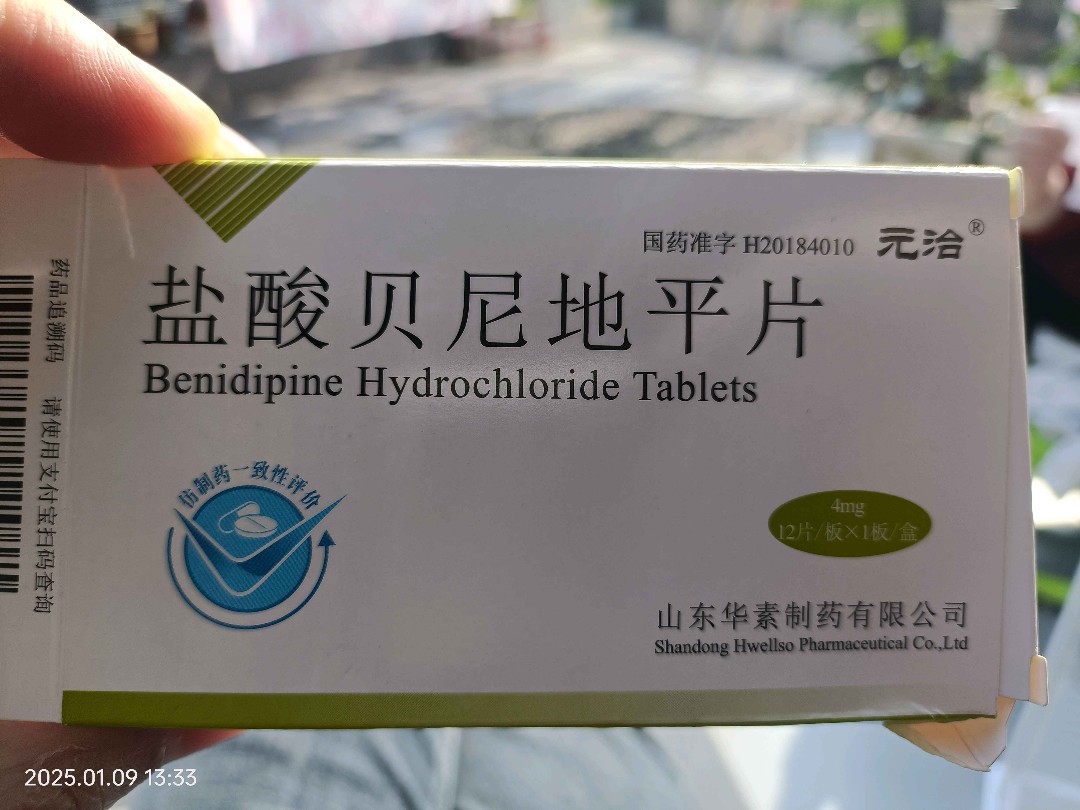 国药准字 H20184010 元治®
盐酸贝尼地平片
Benidipine Hydrochloride Tablets
仿制药一致性评价
4mg
12片/板×1板/盒
山东华素制药有限公司
Shandong Hwellso Pharmaceutical Co.,Ltd
药品追溯码 请使用支付宝扫码查询
2025.01.09 13:33